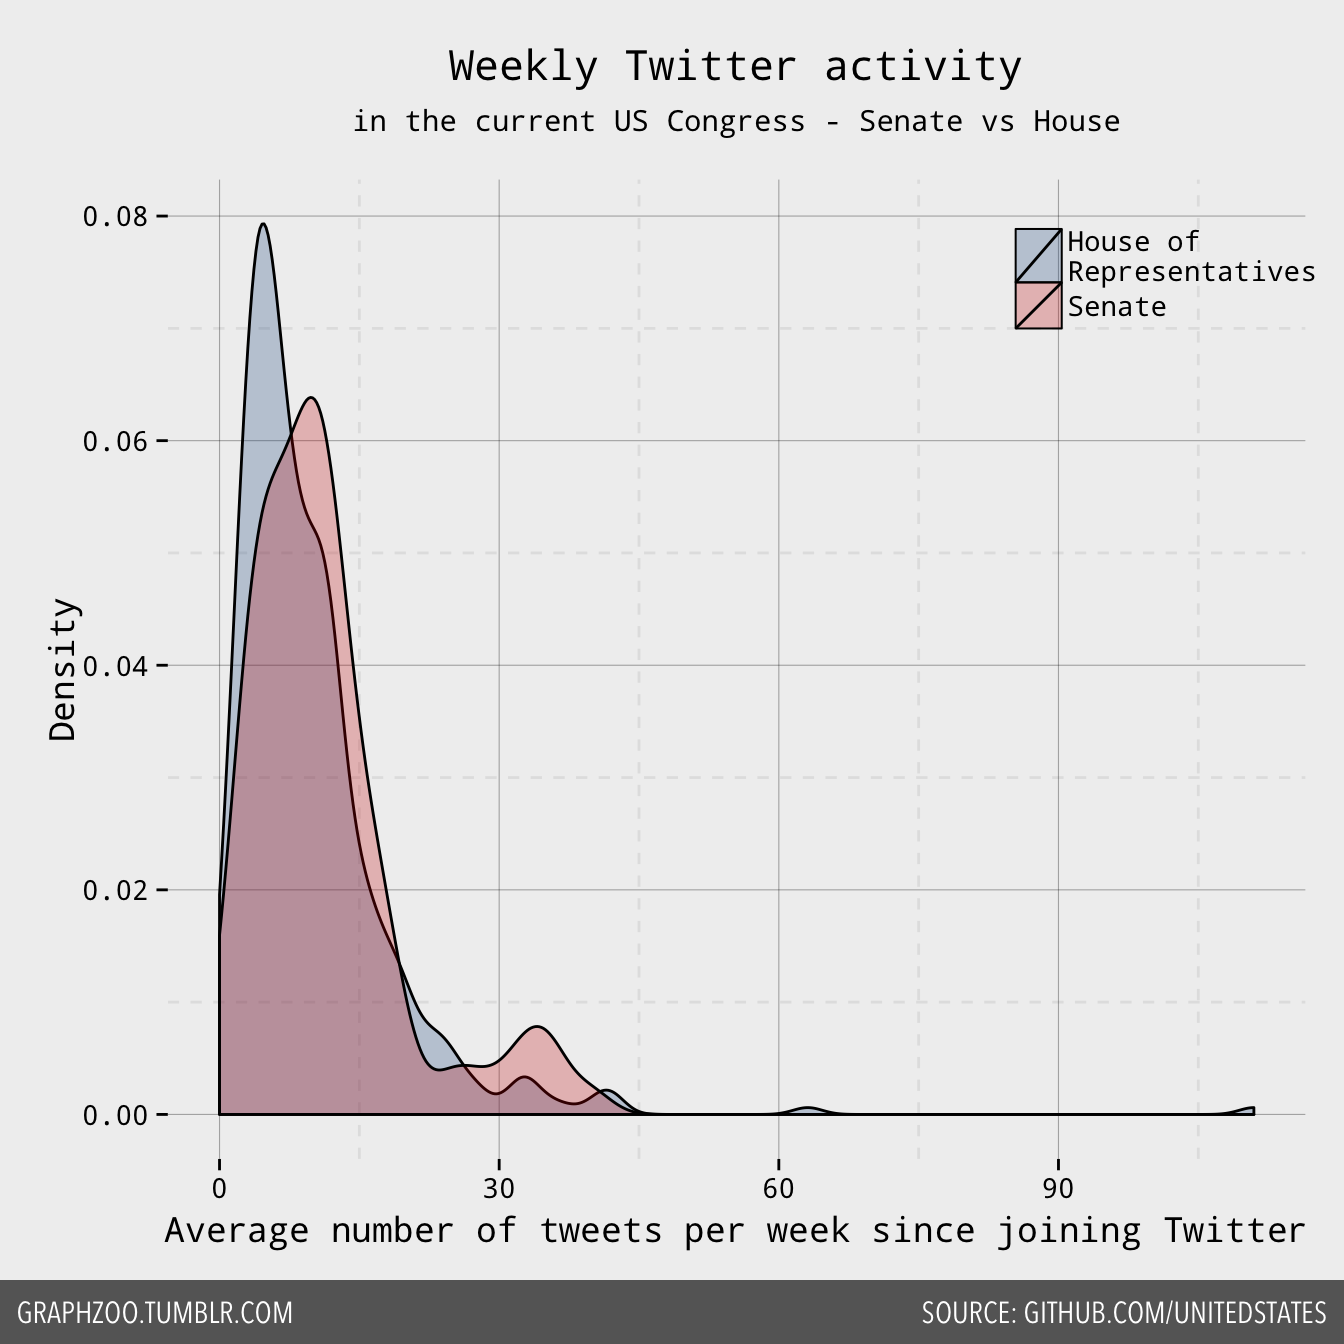 Weekly Twitter activity
in the current US Congress - Senate vs House
House of
Representatives
Senate
0.08
0.06
0.04
0.02
0.00
Density
0 30 60 90
Average number of tweets per week since joining Twitter
GRAPHZOO.TUMBLR.COM SOURCE: GITHUB.COM/UNITEDSTATES